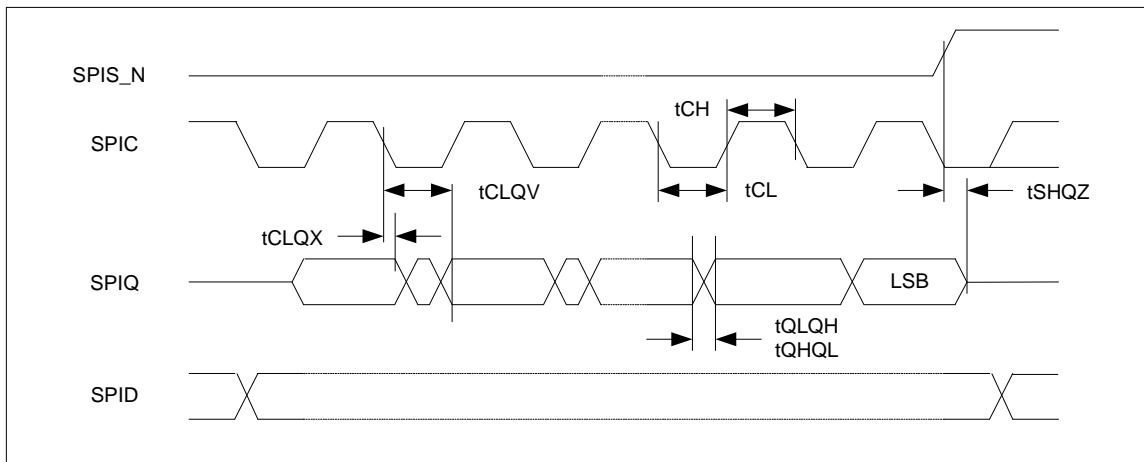 SPIS_N
tCH
SPIC
tCLQV
tCL
tSHQZ
tCLQX
SPIQ
LSB
tQLQH
tQHQL
SPID